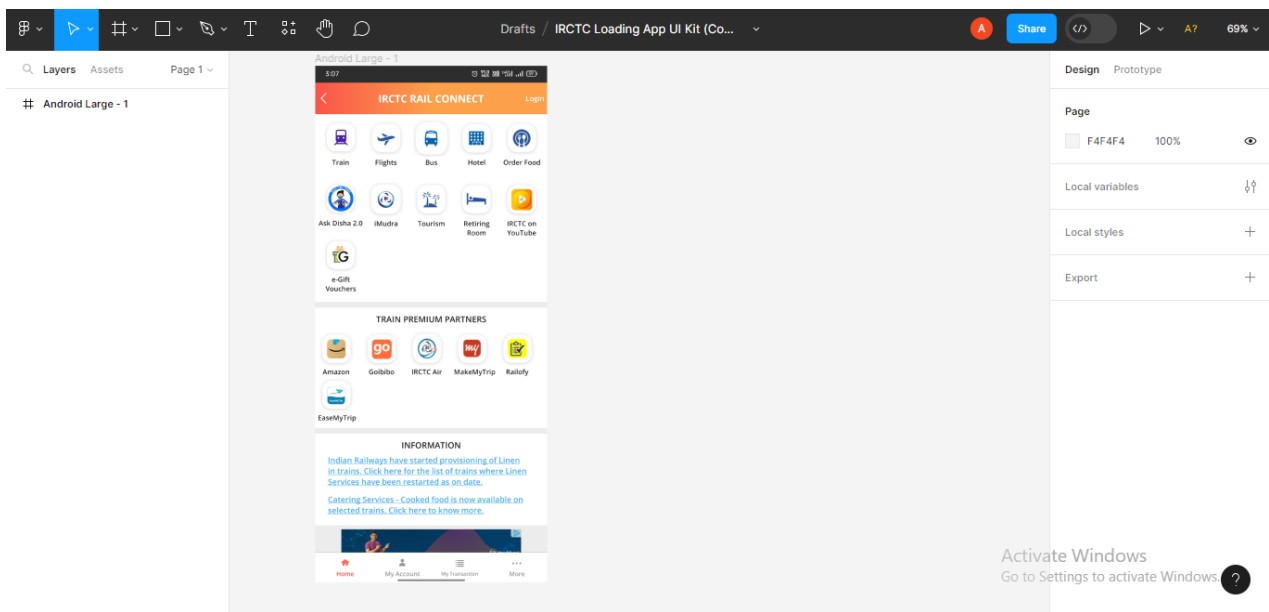 Drafts / IRCTC Loading App UI Kit (Co...
A
Share
A?
69%
Layers Assets Page 1
Android Large - 1
Android Large - 1
3:07
IRCTC RAIL CONNECT
Login
Train Flights Bus Hotel Order Food
Ask Disha 2.0 iMudra Tourism Retiring Room IRCTC on YouTube
e-Gift
Vouchers
TRAIN PREMIUM PARTNERS
go my
Amazon Goibibo IRCTC Air MakeMyTrip Railofy
EaseMyTrip
INFORMATION
Indian Railways have started provisioning of Linen
in trains. Click here for the list of trains where Linen
Services have been restarted as on date.
Catering Services - Cooked food is now available on
selected trains. Click here to know more.
Home My Account My Transaction More
Design Prototype
Page
F4F4F4 100%
Local variables
Local styles
Export
Activate Windows
Go to Settings to activate Windows.
?